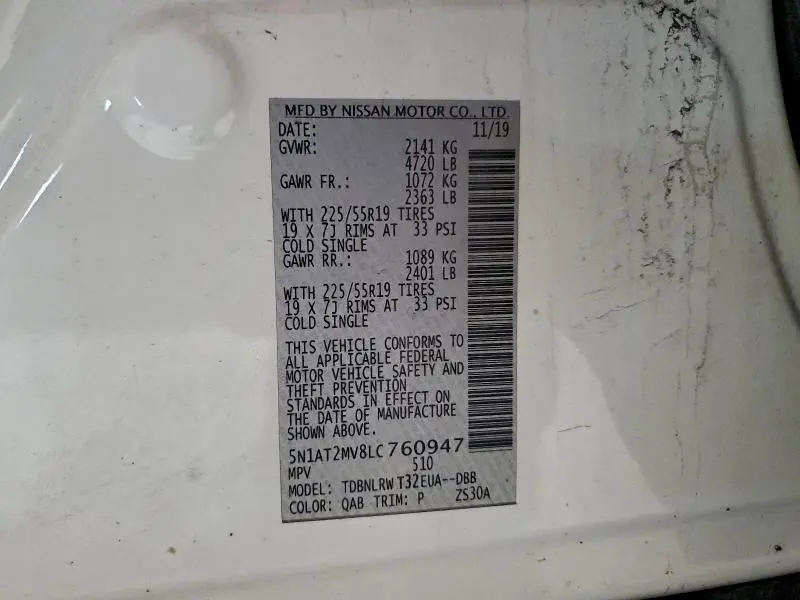 MFD BY NISSAN MOTOR CO., LTD.
DATE: 11/19
GVWR: 2141 KG
4720 LB
GAWR FR.: 1072 KG
2363 LB
WITH 225/55R19 TIRES
19 X 7J RIMS AT 33 PSI
COLD SINGLE
GAWR RR.: 1089 KG
2401 LB
WITH 225/55R19 TIRES
19 X 7J RIMS AT 33 PSI
COLD SINGLE
THIS VEHICLE CONFORMS TO
ALL APPLICABLE FEDERAL
MOTOR VEHICLE SAFETY AND
THEFT PREVENTION
STANDARDS IN EFFECT ON
THE DATE OF MANUFACTURE
SHOWN ABOVE.
5N1AT2MV8LC760947
MPV 510
MODEL: TDBNLRW T32EUA--DBB
COLOR: QAB TRIM: P ZS30A